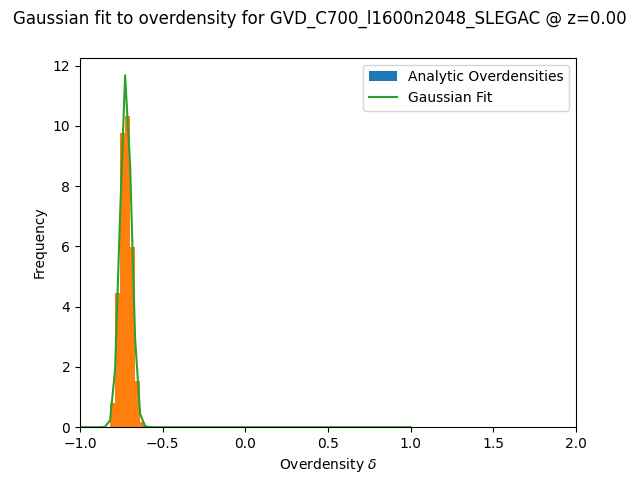 Gaussian fit to overdensity for GVD_C700_l1600n2048_SLEGAC @ z=0.00
12
10
8
6
4
2
0
Frequency
Analytic Overdensities
Gaussian Fit
−1.0
−0.5
0.0
0.5
1.0
1.5
2.0
Overdensity δ